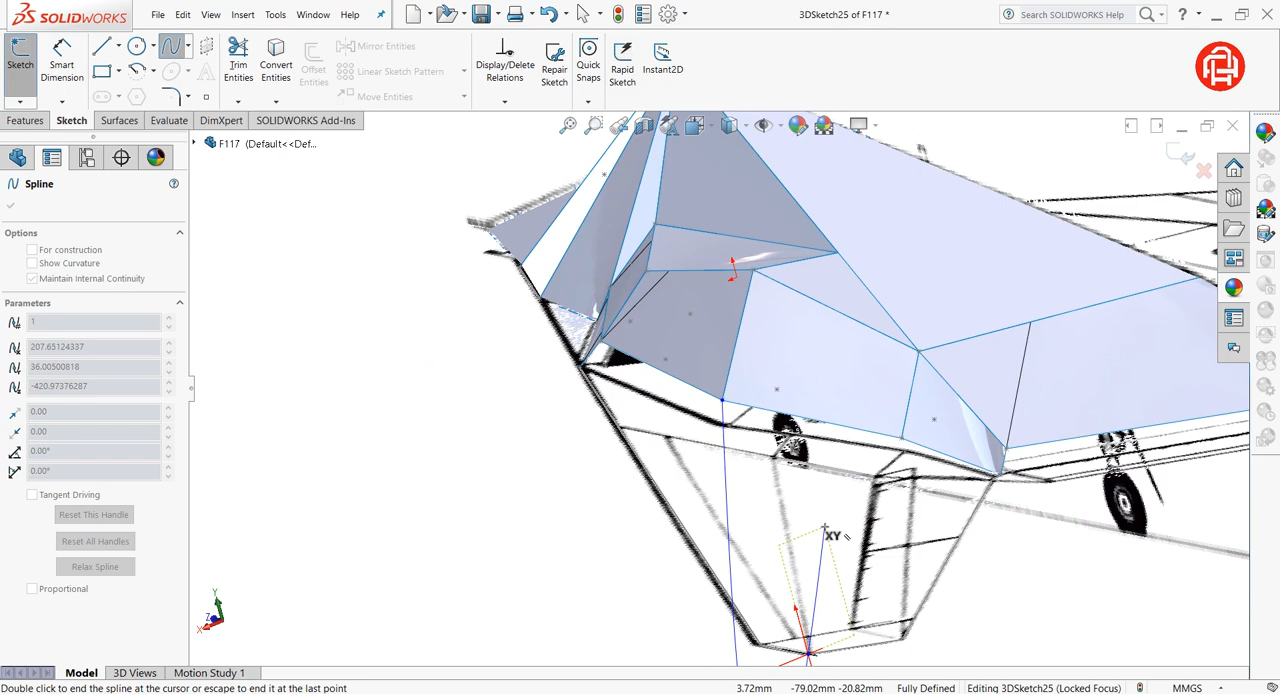 SOLIDWORKS
File Edit View Insert Tools Window Help
3DSketch25 of F117 *
Search SOLIDWORKS Help
Sketch
Smart Dimension
Trim Entities
Convert Entities
Offset Entities
Mirror Entities
Linear Sketch Pattern
Move Entities
Display/Delete Relations
Repair Sketch
Quick Snaps
Rapid Sketch
Instant2D
Features Sketch Surfaces Evaluate DimXpert SOLIDWORKS Add-Ins
F117 (Default<<Def...
Spline
Options
For construction
Show Curvature
Maintain Internal Continuity
Parameters
1
207.65124337
36.00500818
-420.97376287
0.00
0.00
0.00°
0.00°
Tangent Driving
Reset This Handle
Reset All Handles
Relax Spline
Proportional
XY
Y
Z
X
Model 3D Views Motion Study 1
Double click to end the spline at the cursor or escape to end it at the last point
3.72mm -79.02mm -20.82mm Fully Defined Editing 3DSketch25 (Locked Focus) MMGS